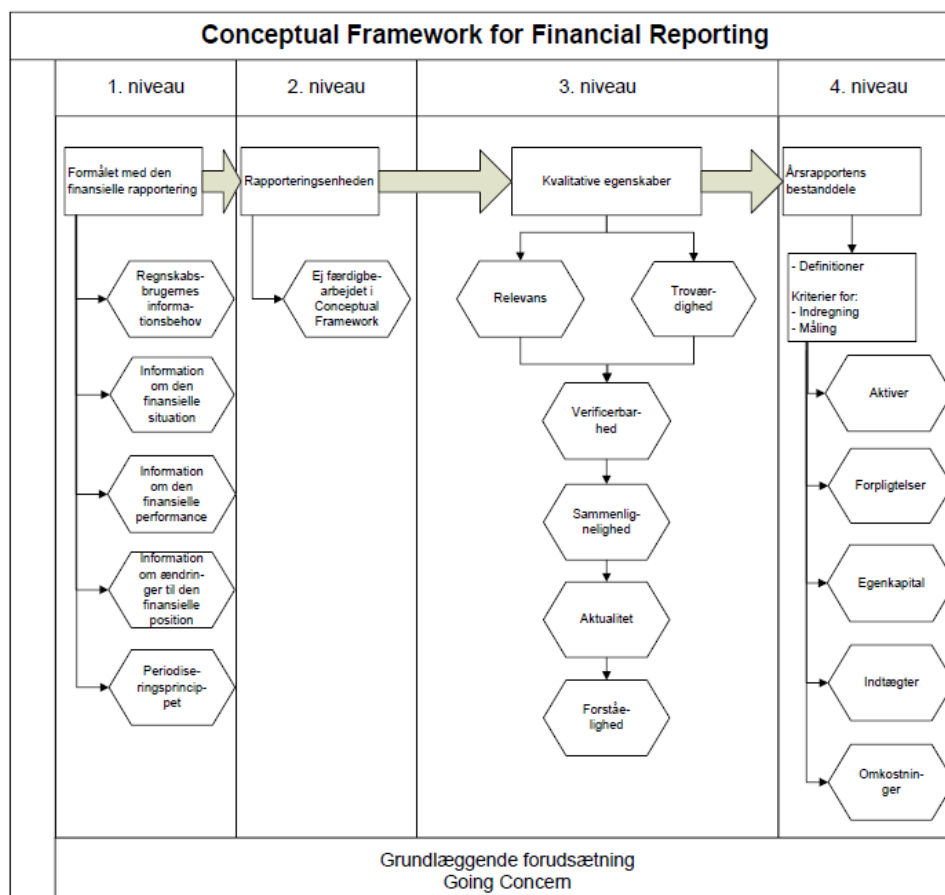 Conceptual Framework for Financial Reporting
1. niveau
2. niveau
3. niveau
4. niveau
Formålet med den
finansielle rapportering
Rapporteringsenheden
Kvalitative egenskaber
Årsrapportens
bestanddele
Regnskabs-
brugernes
informa-
tionsbehov
Information
om den
finansielle
situation
Information
om den
finansielle
performance
Information
om ændrin-
ger til den
finansielle
position
Periodise-
ringsprincip-
pet
Ej færdigbe-
arbejdet i
Conceptual
Framework
Relevans
Trovær-
dighed
Verificerbar-
hed
Sammenlig-
nelighed
Aktualitet
Forståe-
lighed
- Definitioner
Kriterier for:
- Indregning
- Måling
Aktiver
Forpligtelser
Egenkapital
Indtægter
Omkostnin-
ger
Grundlæggende forudsætning
Going Concern